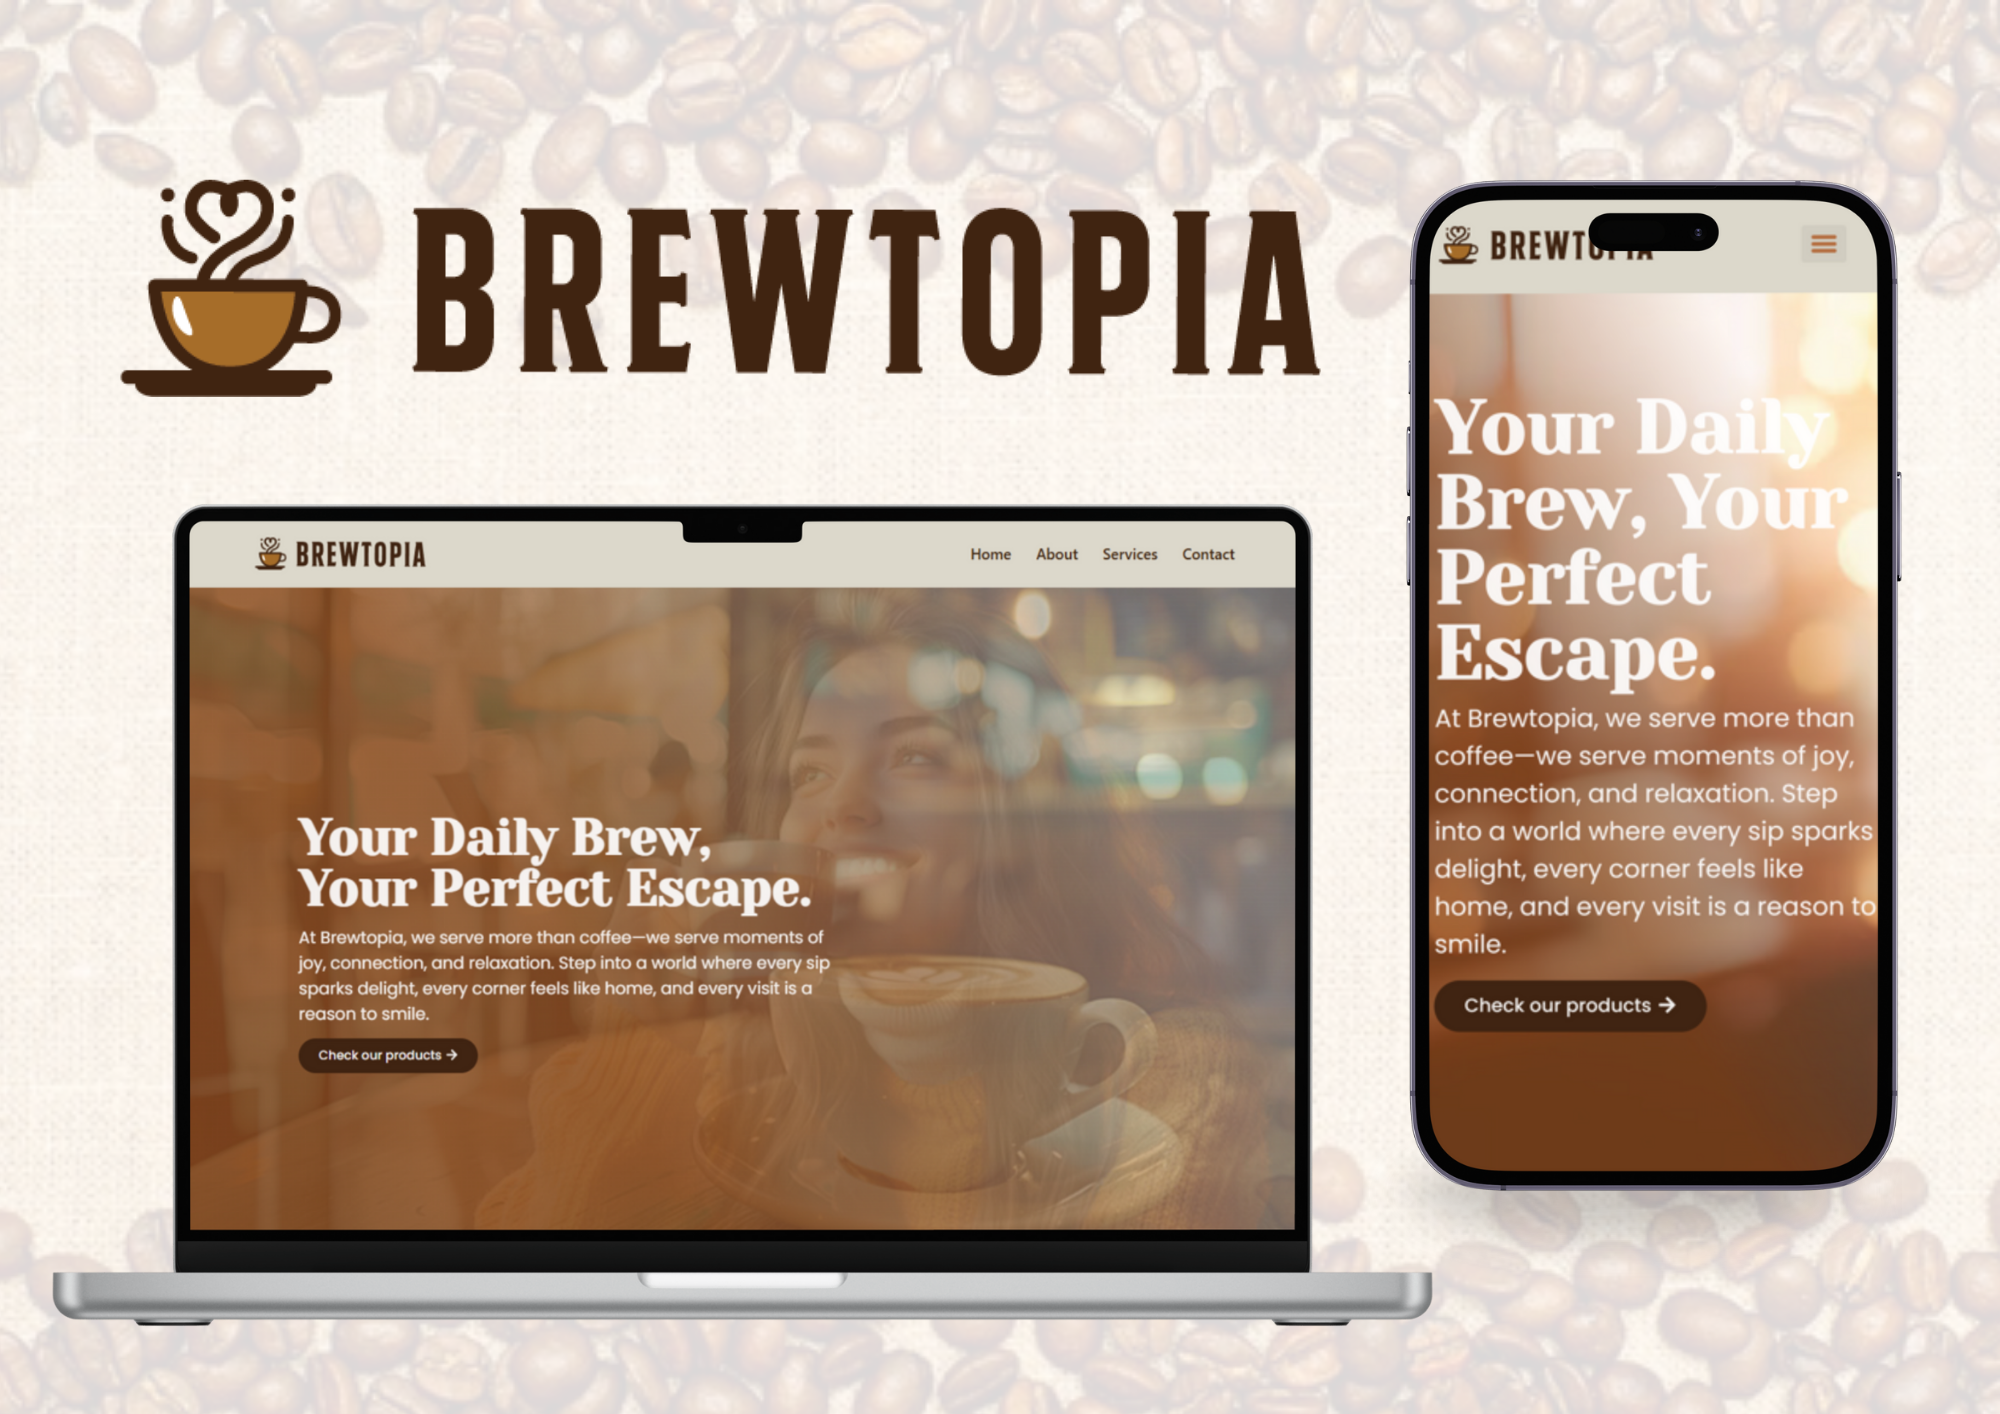 BREWTOPIA
BREWTOPIA
Home About Services Contact
Your Daily Brew,
Your Perfect Escape.
At Brewtopia, we serve more than coffee—we serve moments of
joy, connection, and relaxation. Step into a world where every sip
sparks delight, every corner feels like home, and every visit is a
reason to smile.
Check our products →
BREWTOPIA
Your Daily
Brew, Your
Perfect
Escape.
At Brewtopia, we serve more than
coffee—we serve moments of joy,
connection, and relaxation. Step
into a world where every sip sparks
delight, every corner feels like
home, and every visit is a reason to
smile.
Check our products →